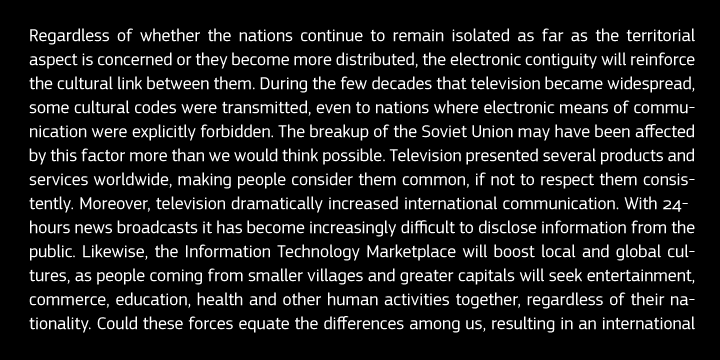 Regardless of whether the nations continue to remain isolated as far as the territorial
aspect is concerned or they become more distributed, the electronic contiguity will reinforce
the cultural link between them. During the few decades that television became widespread,
some cultural codes were transmitted, even to nations where electronic means of commu-
nication were explicitly forbidden. The breakup of the Soviet Union may have been affected
by this factor more than we would think possible. Television presented several products and
services worldwide, making people consider them common, if not to respect them consis-
tently. Moreover, television dramatically increased international communication. With 24-
hours news broadcasts it has become increasingly difficult to disclose information from the
public. Likewise, the Information Technology Marketplace will boost local and global cul-
tures, as people coming from smaller villages and greater capitals will seek entertainment,
commerce, education, health and other human activities together, regardless of their na-
tionality. Could these forces equate the differences among us, resulting in an international